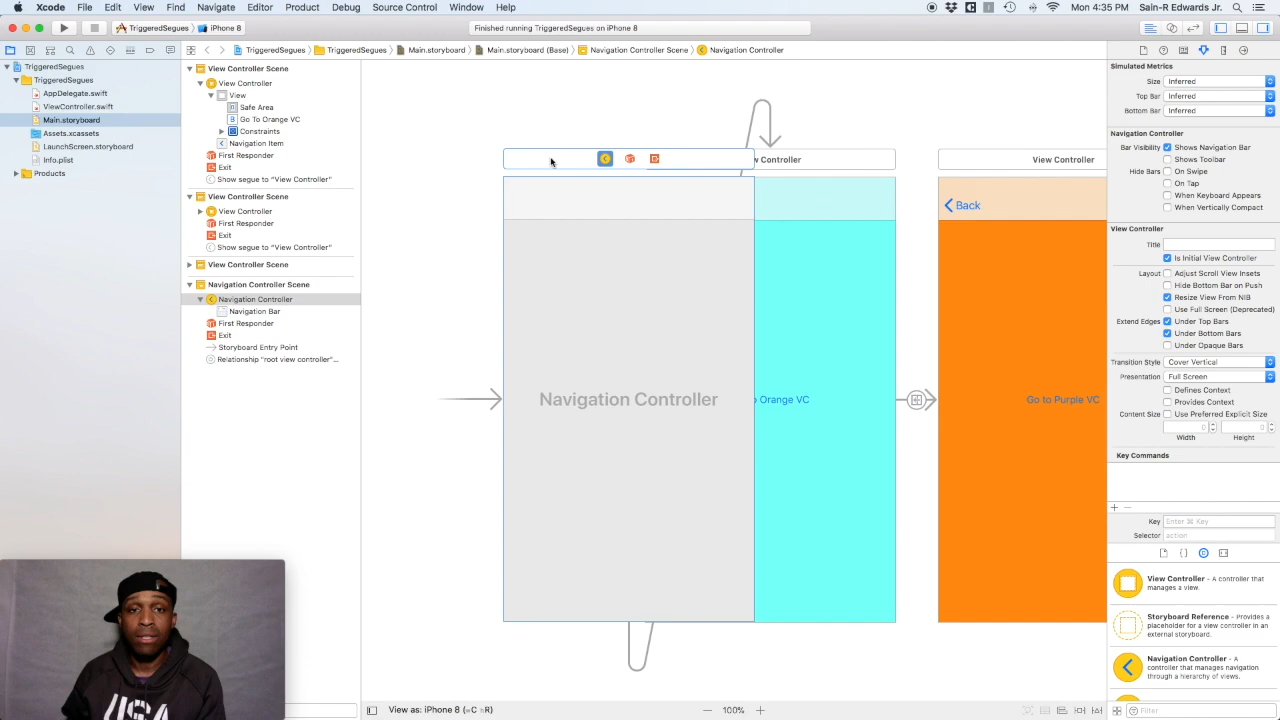 Xcode File Edit View Find Navigate Editor Product Debug Source Control Window Help
Mon 4:35 PM Sain-R Edwards Jr.
TriggeredSegues iPhone 8
Finished running TriggeredSegues on iPhone 8
TriggeredSegues TriggeredSegues Main.storyboard Main.storyboard (Base) Navigation Controller Scene Navigation Controller
TriggeredSegues
TriggeredSegues
AppDelegate.swift
ViewController.swift
Main.storyboard
Assets.xcassets
LaunchScreen.storyboard
Info.plist
Products
View Controller Scene
View Controller
View
Safe Area
B Go To Orange VC
Constraints
Navigation Item
First Responder
Exit
Show segue to "View Controller"
View Controller Scene
View Controller
First Responder
Exit
Show segue to "View Controller"
View Controller Scene
Navigation Controller Scene
Navigation Controller
Navigation Bar
First Responder
Exit
Storyboard Entry Point
Relationship "root view controller"...
w Controller
View Controller
Back
Navigation Controller
o Orange VC
Go to Purple VC
USA
View as: iPhone 8 (wC hR)
100%
Simulated Metrics
Size Inferred
Top Bar Inferred
Bottom Bar Inferred
Navigation Controller
Bar Visibility Shows Navigation Bar
Shows Toolbar
Hide Bars On Swipe
On Tap
When Keyboard Appears
When Vertically Compact
View Controller
Title
Is Initial View Controller
Layout Adjust Scroll View Insets
Hide Bottom Bar on Push
Resize View From NIB
Use Full Screen (Deprecated)
Extend Edges Under Top Bars
Under Bottom Bars
Under Opaque Bars
Transition Style Cover Vertical
Presentation Full Screen
Defines Context
Provides Context
Content Size Use Preferred Explicit Size
0 0
Width Height
Key Commands
Key Enter ⌘ Key
Selector action
View Controller - A controller that
manages a view.
Storyboard Reference - Provides a
placeholder for a view controller in an
external storyboard.
Navigation Controller - A
controller that manages navigation
through a hierarchy of views.
Filter